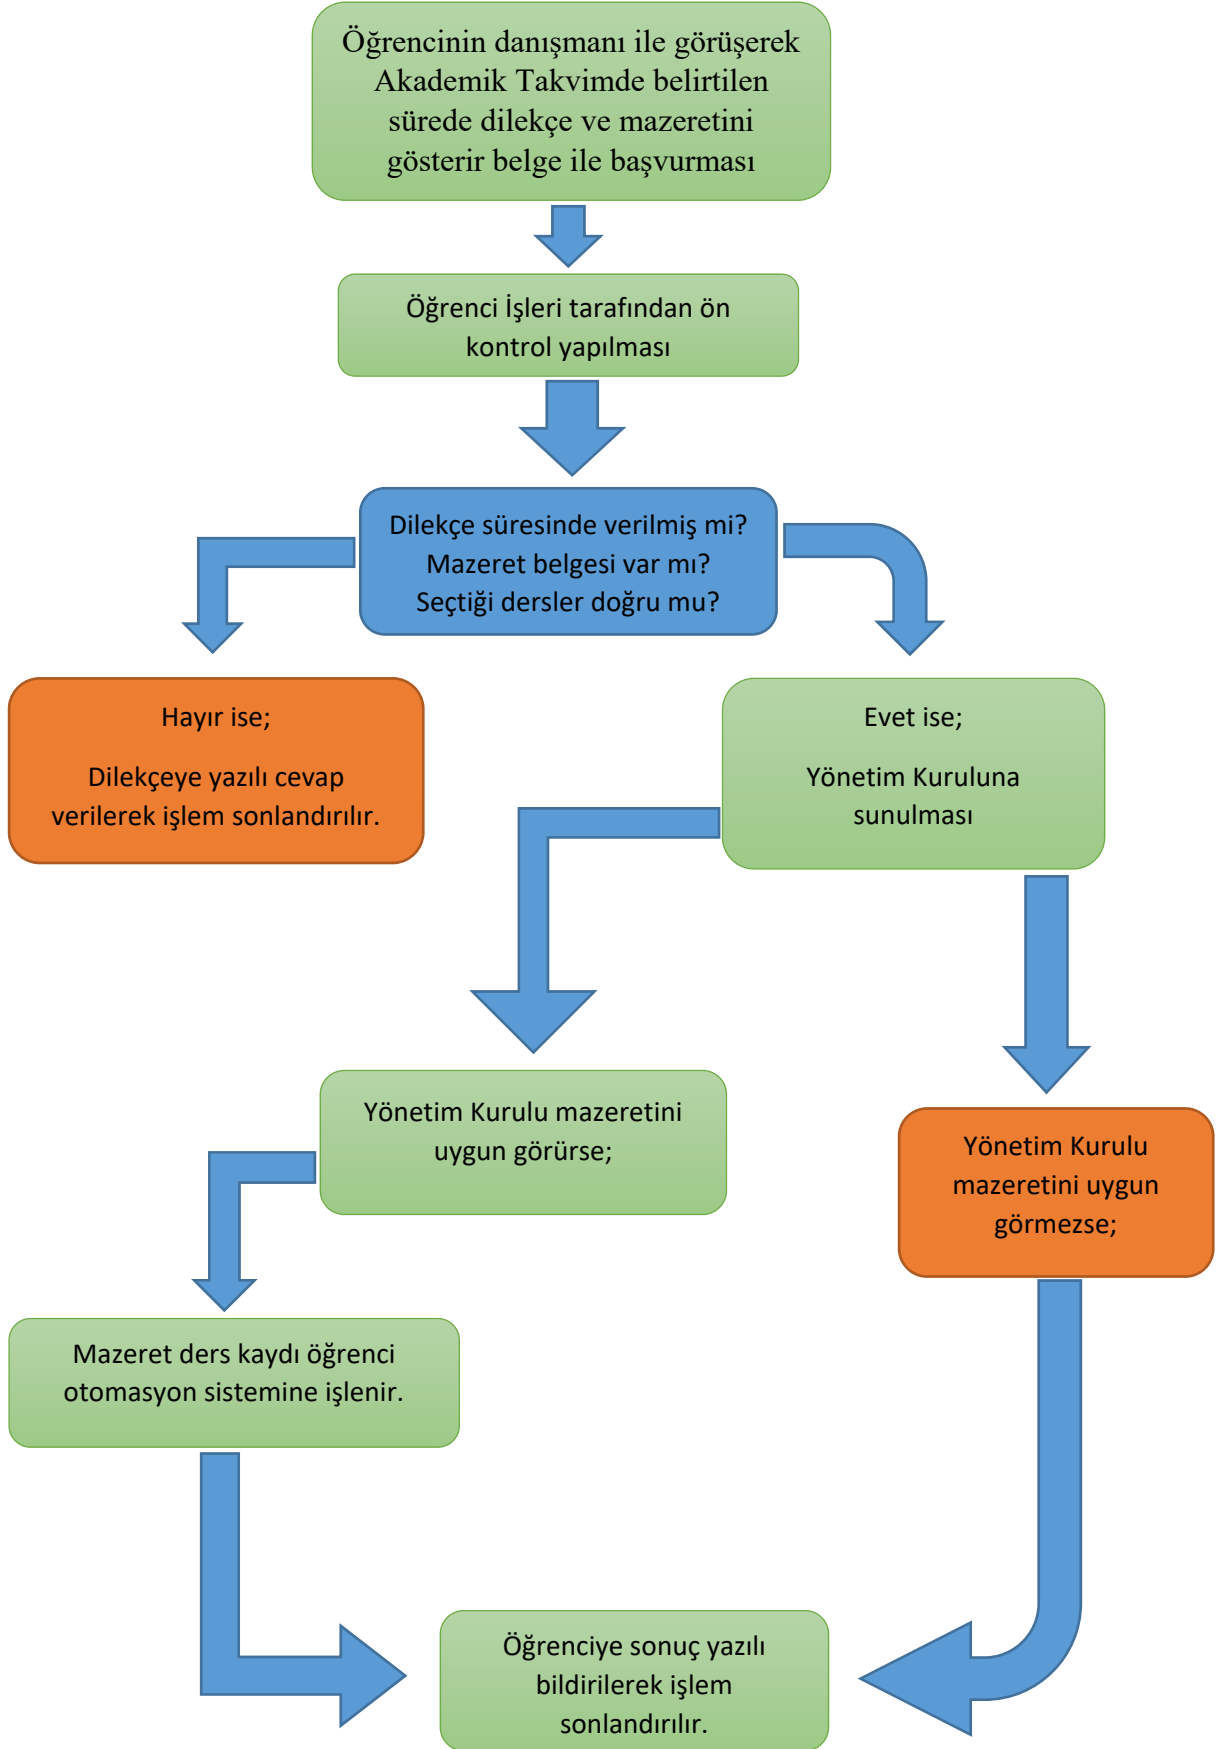 Öğrencinin danışmanı ile görüşerek
Akademik Takvimde belirtilen
sürede dilekçe ve mazeretini
gösterir belge ile başvurması
Öğrenci İşleri tarafından ön
kontrol yapılması
Dilekçe süresinde verilmiş mi?
Mazeret belgesi var mı?
Seçtiği dersler doğru mu?
Hayır ise;
Dilekçeye yazılı cevap
verilerek işlem sonlandırılır.
Evet ise;
Yönetim Kuruluna
sunulması
Yönetim Kurulu mazeretini
uygun görürse;
Yönetim Kurulu
mazeretini uygun
görmezse;
Mazeret ders kaydı öğrenci
otomasyon sistemine işlenir.
Öğrenciye sonuç yazılı
bildirilerek işlem
sonlandırılır.